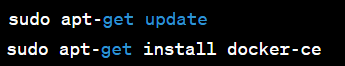 sudo apt-get update
sudo apt-get install docker-ce